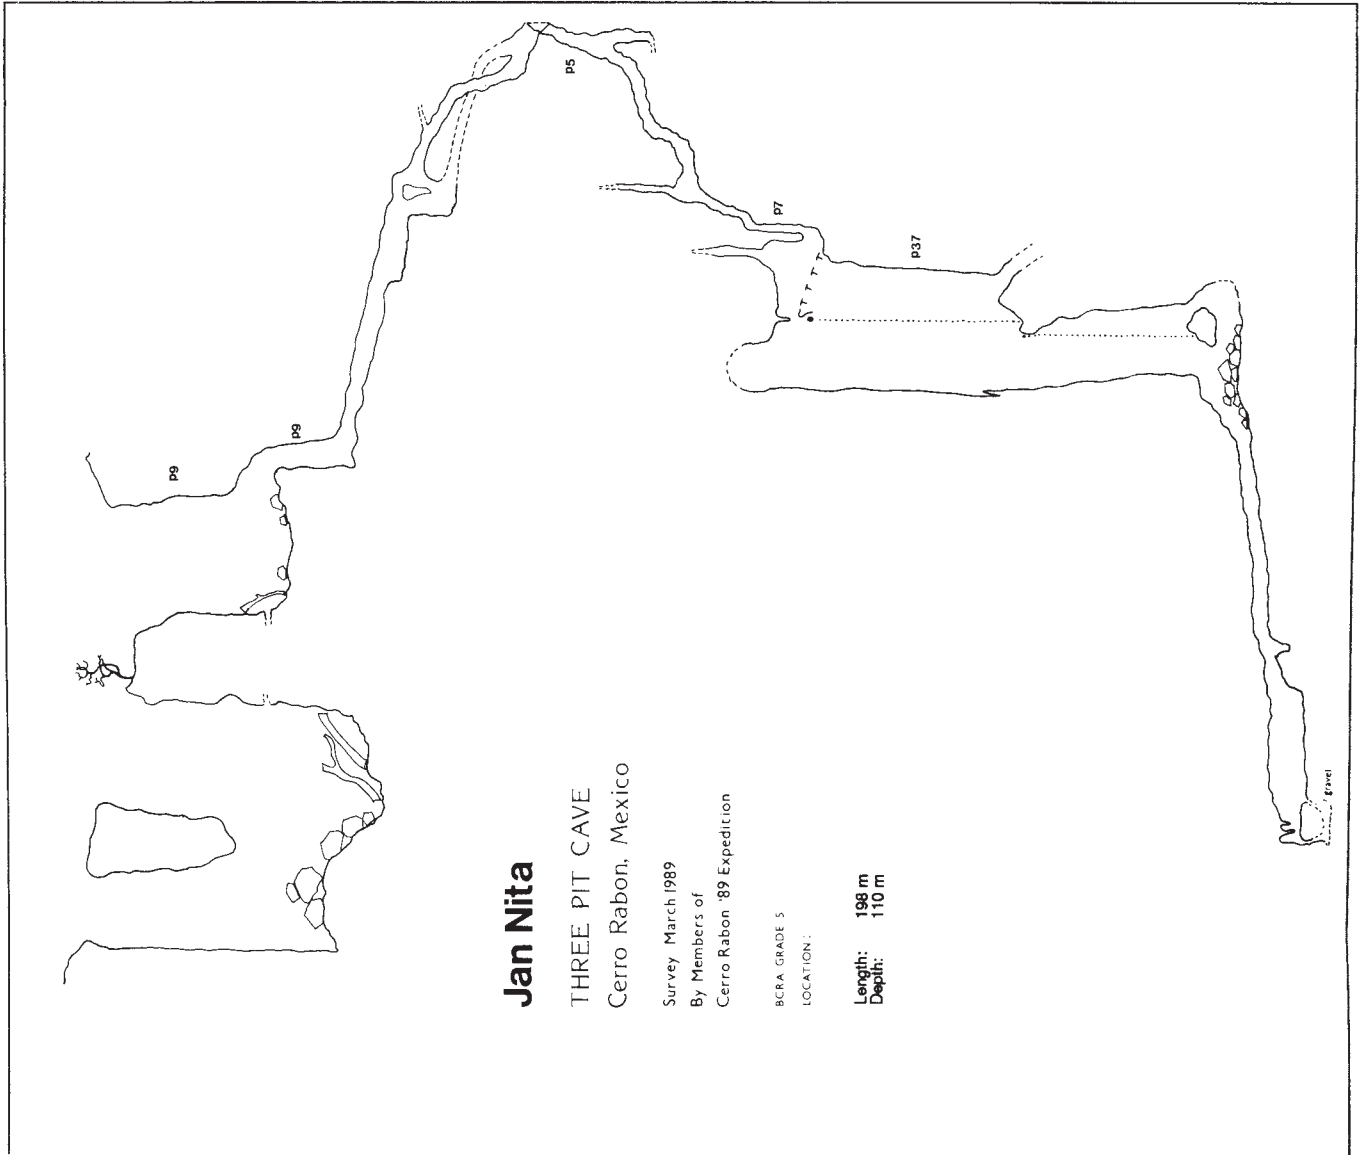 Jan Nita
THREE PIT CAVE
Cerro Rabon, Mexico
Survey March 1989
By Members of
Cerro Rabon '89 Expedition
BCRA GRADE 5
LOCATION:
Length: 198 m
Depth: 110 m
p9
p9
p5
p7
p37
gravel